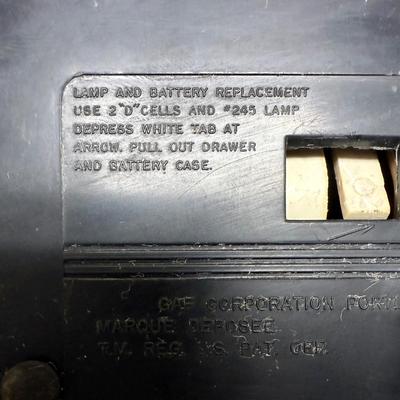 LAMP AND BATTERY REPLACEMENT
USE 2 "D" CELLS AND #245 LAMP
DEPRESS WHITE TAB AT
ARROW. PULL OUT DRAWER
AND BATTERY CASE.
GAF CORPORATION
MARQUE DEPOSEE
T.M. REG. U.S. PAT. OFF.